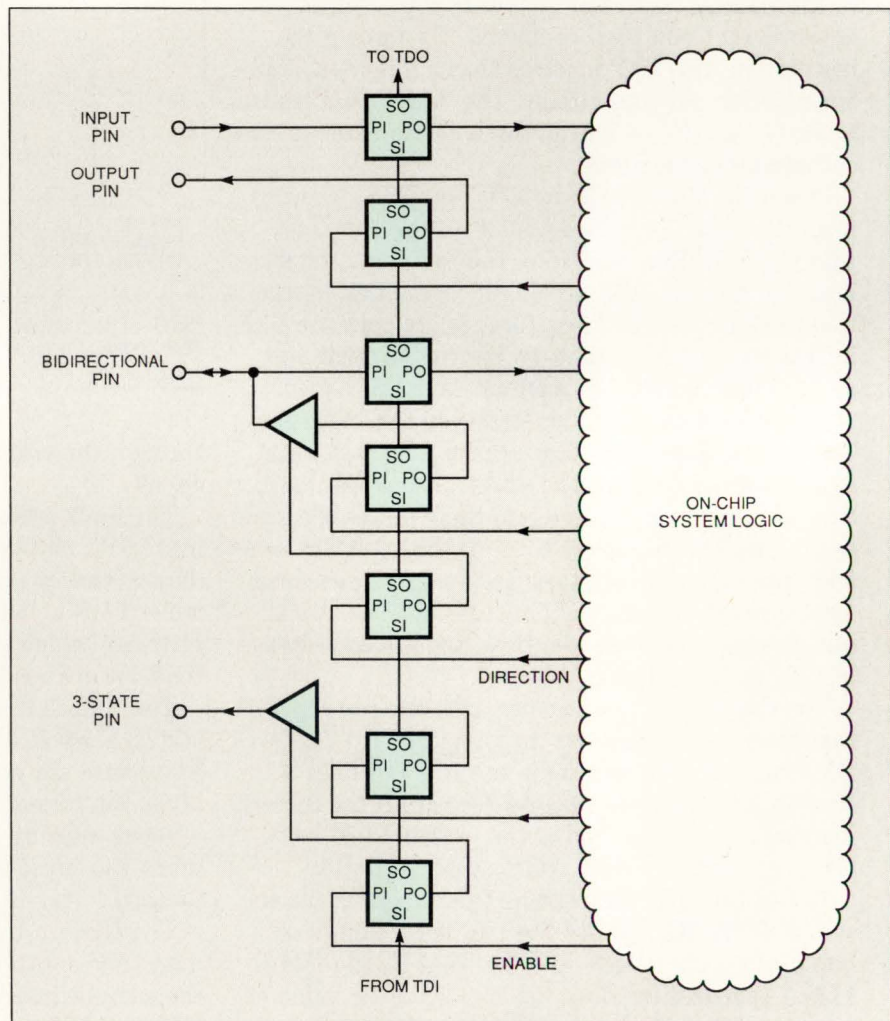 TO TDO
INPUT
PIN
SO
PI PO
SI
OUTPUT
PIN
SO
PI PO
SI
BIDIRECTIONAL
PIN
SO
PI PO
SI
SO
PI PO
SI
ON-CHIP
SYSTEM LOGIC
SO
PI PO
SI
DIRECTION
3-STATE
PIN
SO
PI PO
SI
SO
PI PO
SI
ENABLE
FROM TDI